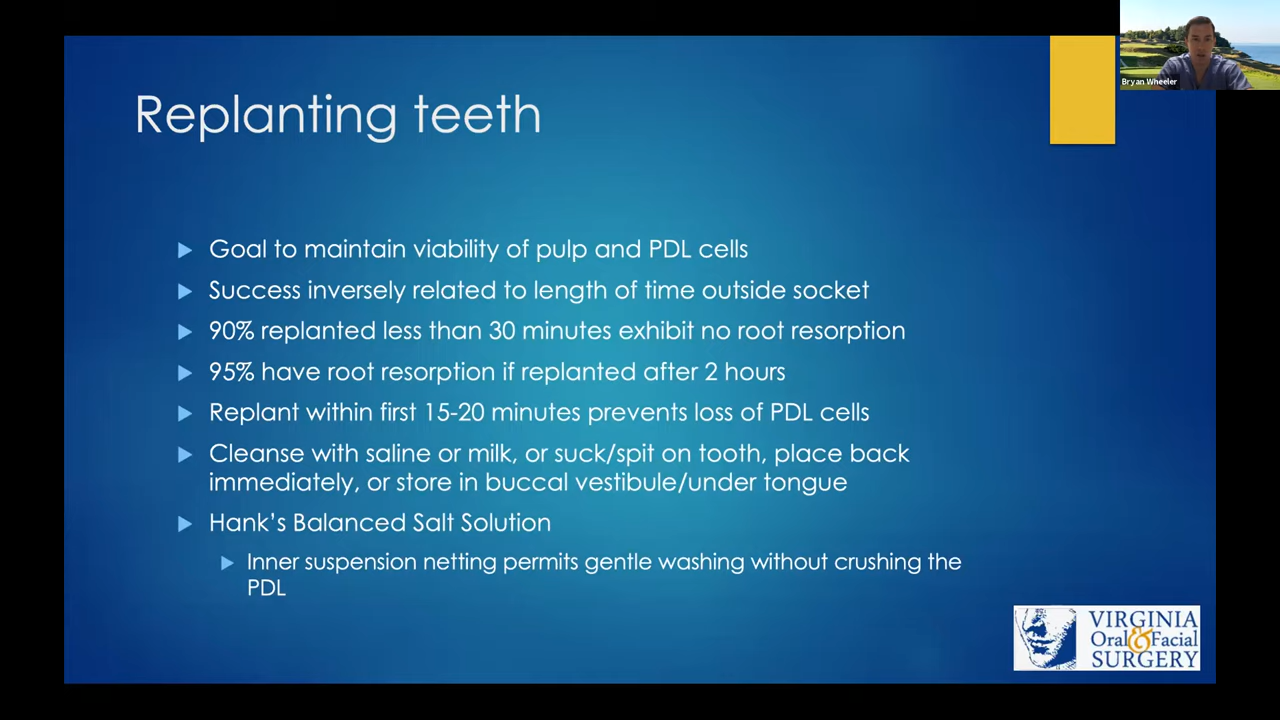 Bryan Wheeler
Replanting teeth
Goal to maintain viability of pulp and PDL cells
Success inversely related to length of time outside socket
90% replanted less than 30 minutes exhibit no root resorption
95% have root resorption if replanted after 2 hours
Replant within first 15-20 minutes prevents loss of PDL cells
Cleanse with saline or milk, or suck/spit on tooth, place back
immediately, or store in buccal vestibule/under tongue
Hank’s Balanced Salt Solution
Inner suspension netting permits gentle washing without crushing the
PDL
VIRGINIA
Oral & Facial
SURGERY